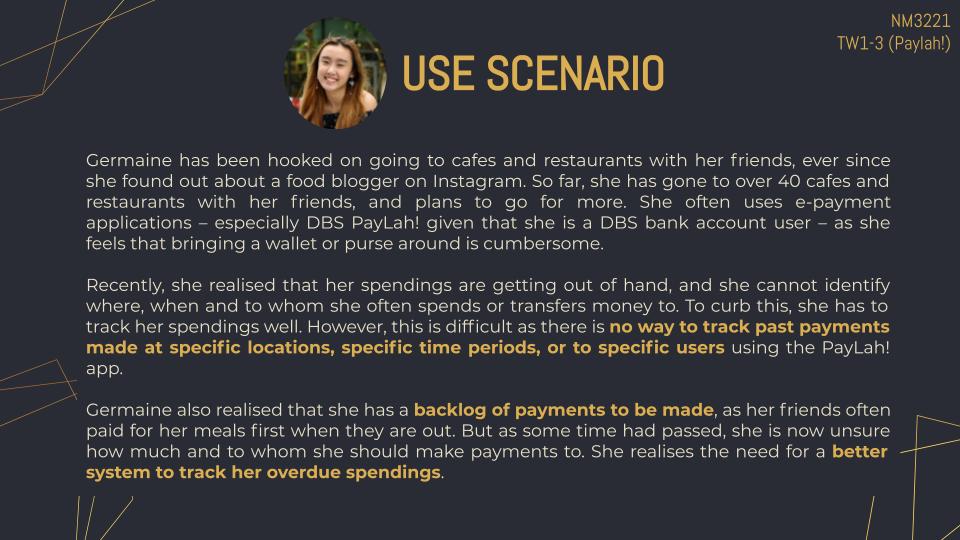 NM3221
TW1-3 (Paylah!)
USE SCENARIO
Germaine has been hooked on going to cafes and restaurants with her friends, ever since
she found out about a food blogger on Instagram. So far, she has gone to over 40 cafes and
restaurants with her friends, and plans to go for more. She often uses e-payment
applications – especially DBS PayLah! given that she is a DBS bank account user – as she
feels that bringing a wallet or purse around is cumbersome.
Recently, she realised that her spendings are getting out of hand, and she cannot identify
where, when and to whom she often spends or transfers money to. To curb this, she has to
track her spendings well. However, this is difficult as there is no way to track past payments
made at specific locations, specific time periods, or to specific users using the PayLah!
app.
Germaine also realised that she has a backlog of payments to be made, as her friends often
paid for her meals first when they are out. But as some time had passed, she is now unsure
how much and to whom she should make payments to. She realises the need for a better
system to track her overdue spendings.